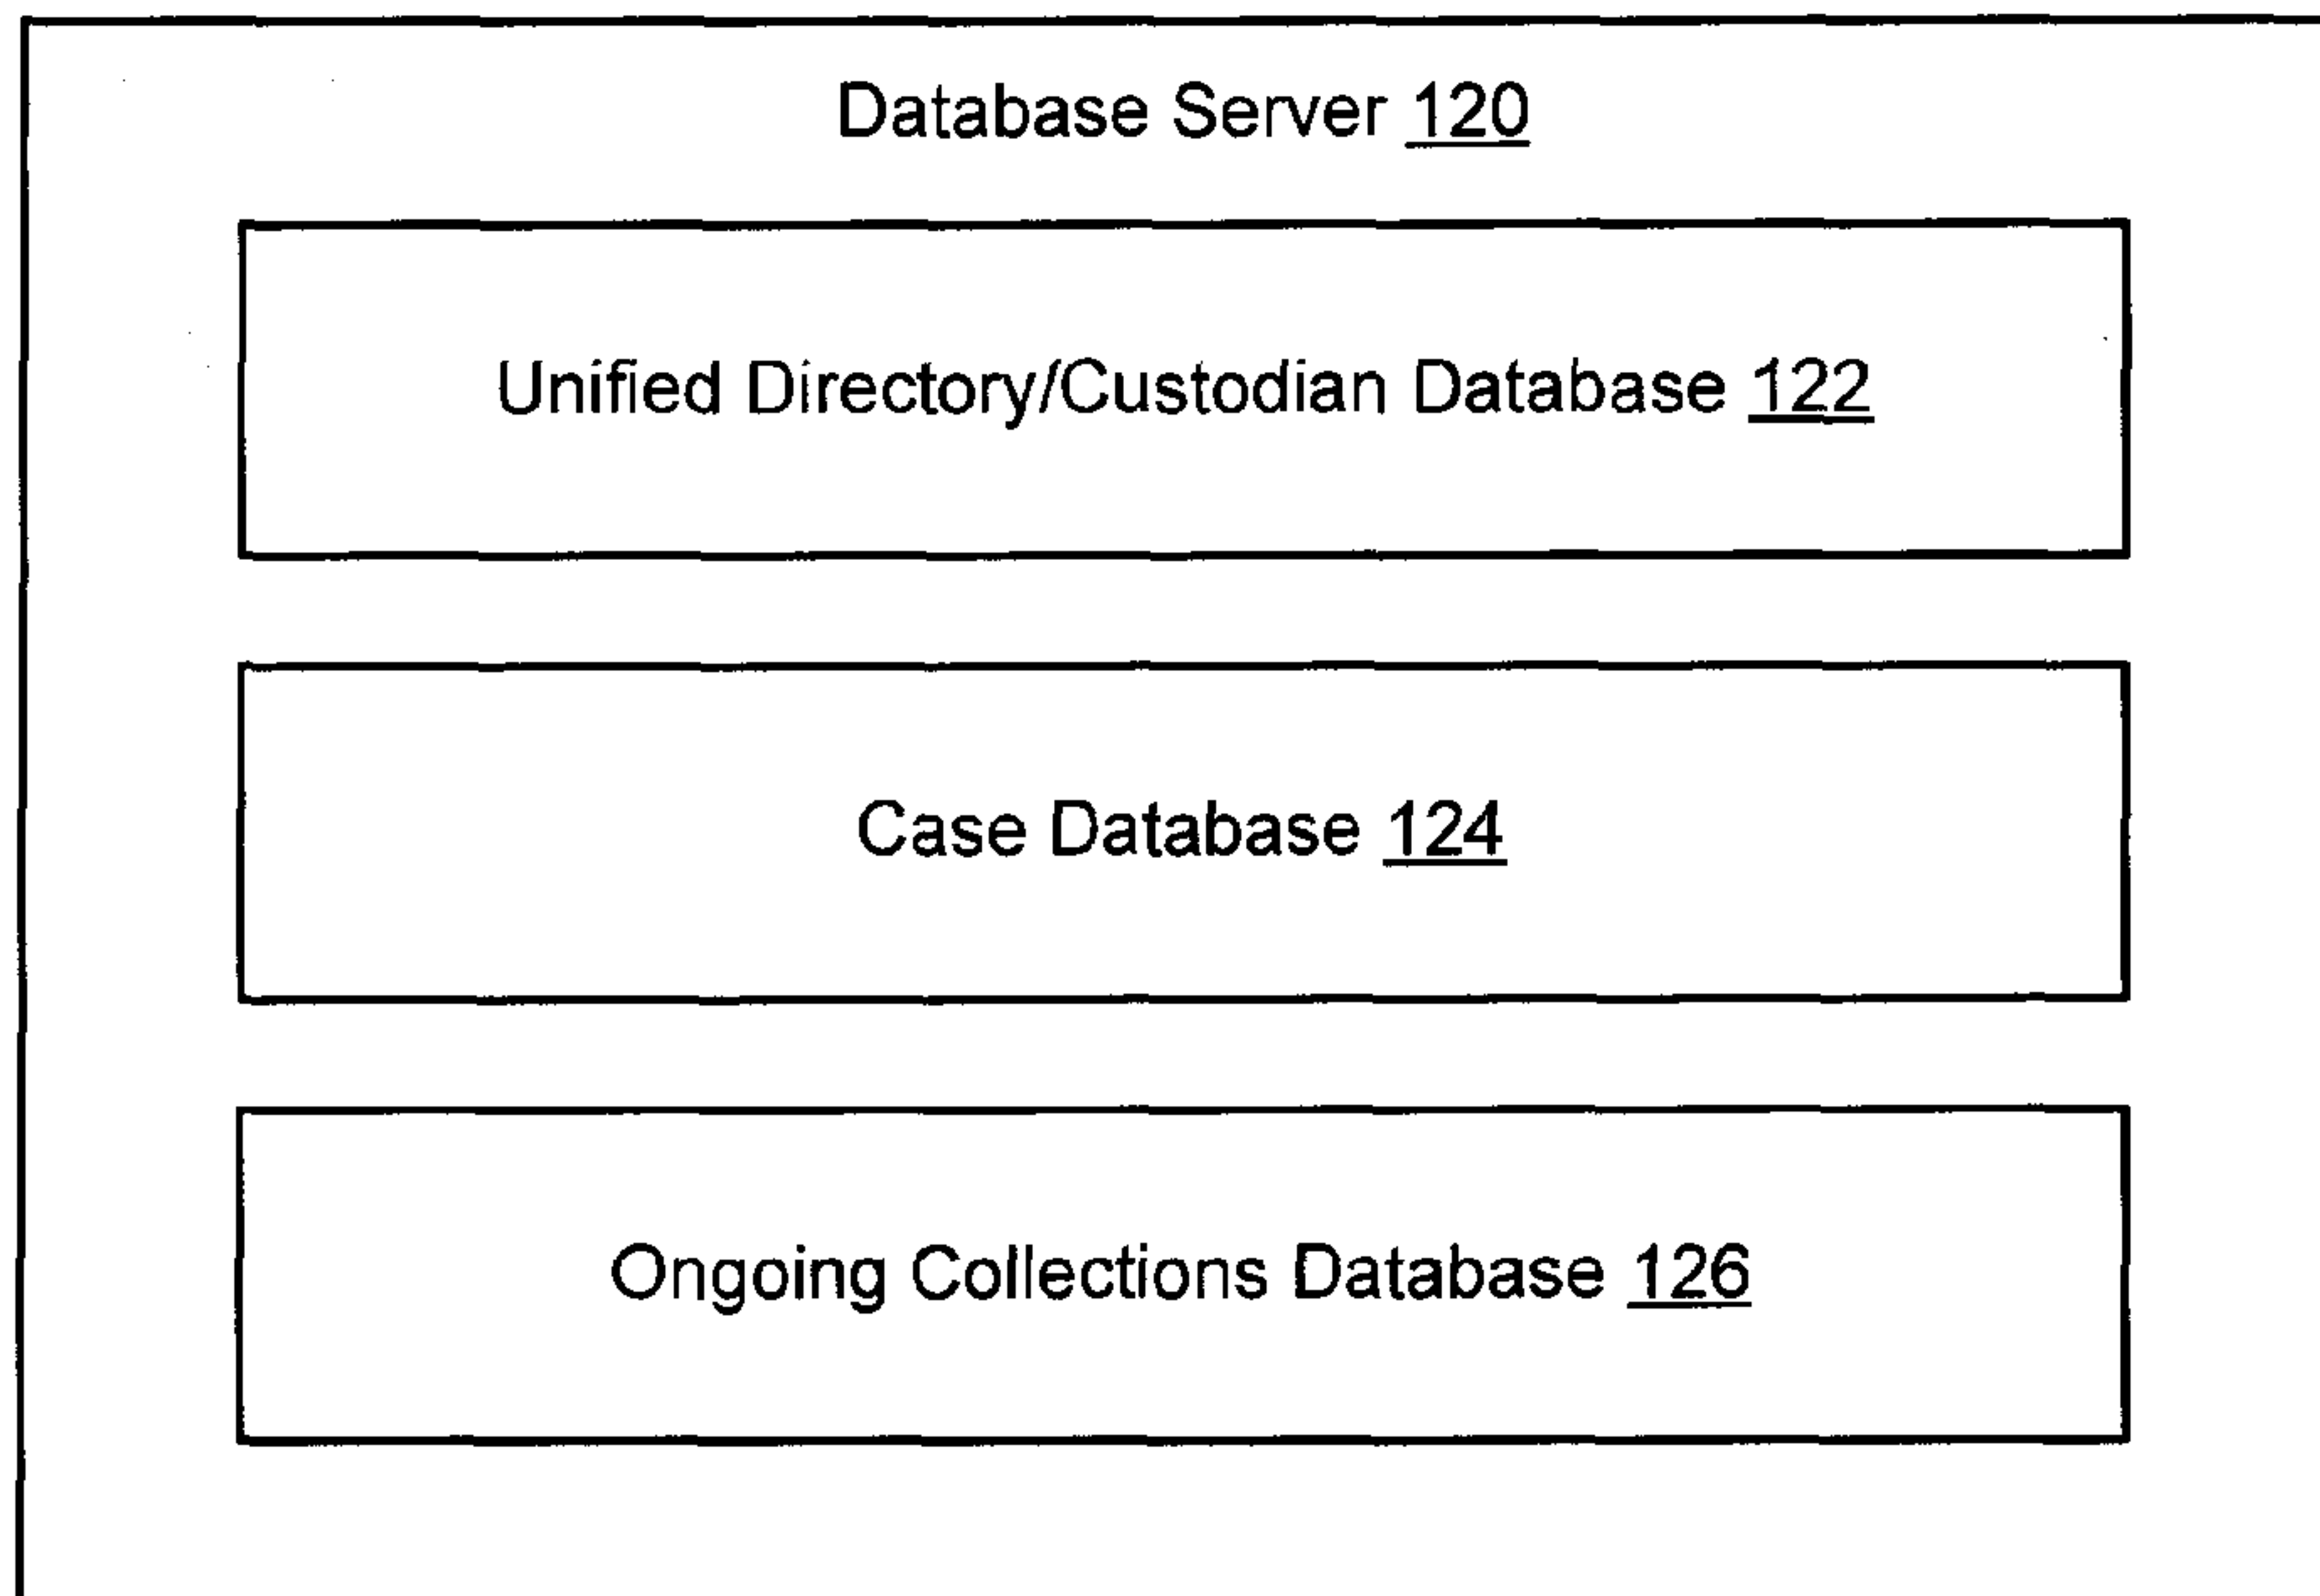 Database Server 120
Unified Directory/Custodian Database 122
Case Database 124
Ongoing Collections Database 126